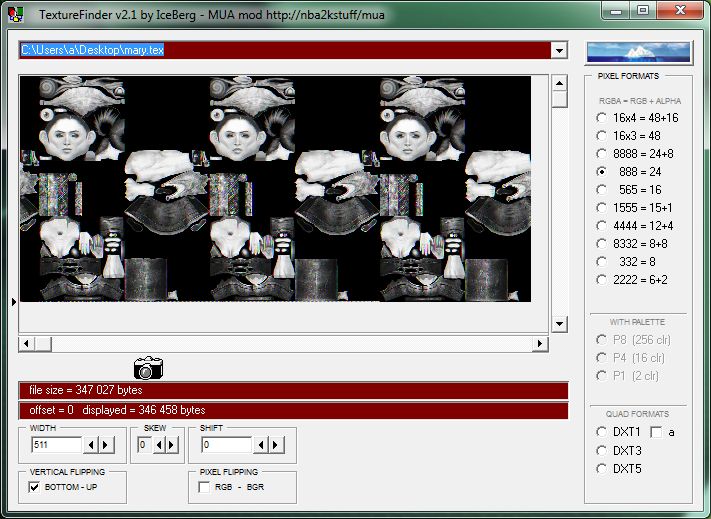 TextureFinder v2.1 by IceBerg - MUA mod http://nba2kstuff/mua
C:\Users\a\Desktop\mary.tex
PIXEL FORMATS
RGBA = RGB + ALPHA
16x4 = 48+16
16x3 = 48
8888 = 24+8
888 = 24
565 = 16
1555 = 15+1
4444 = 12+4
8332 = 8+8
332 = 8
2222 = 6+2
WITH PALETTE
P8 (256 clr)
P4 (16 clr)
P1 (2 clr)
QUAD FORMATS
DXT1 a
DXT3
DXT5
file size = 347 027 bytes
offset = 0 displayed = 346 458 bytes
WIDTH
511
SKEW
0
SHIFT
0
VERTICAL FLIPPING
BOTTOM - UP
PIXEL FLIPPING
RGB - BGR